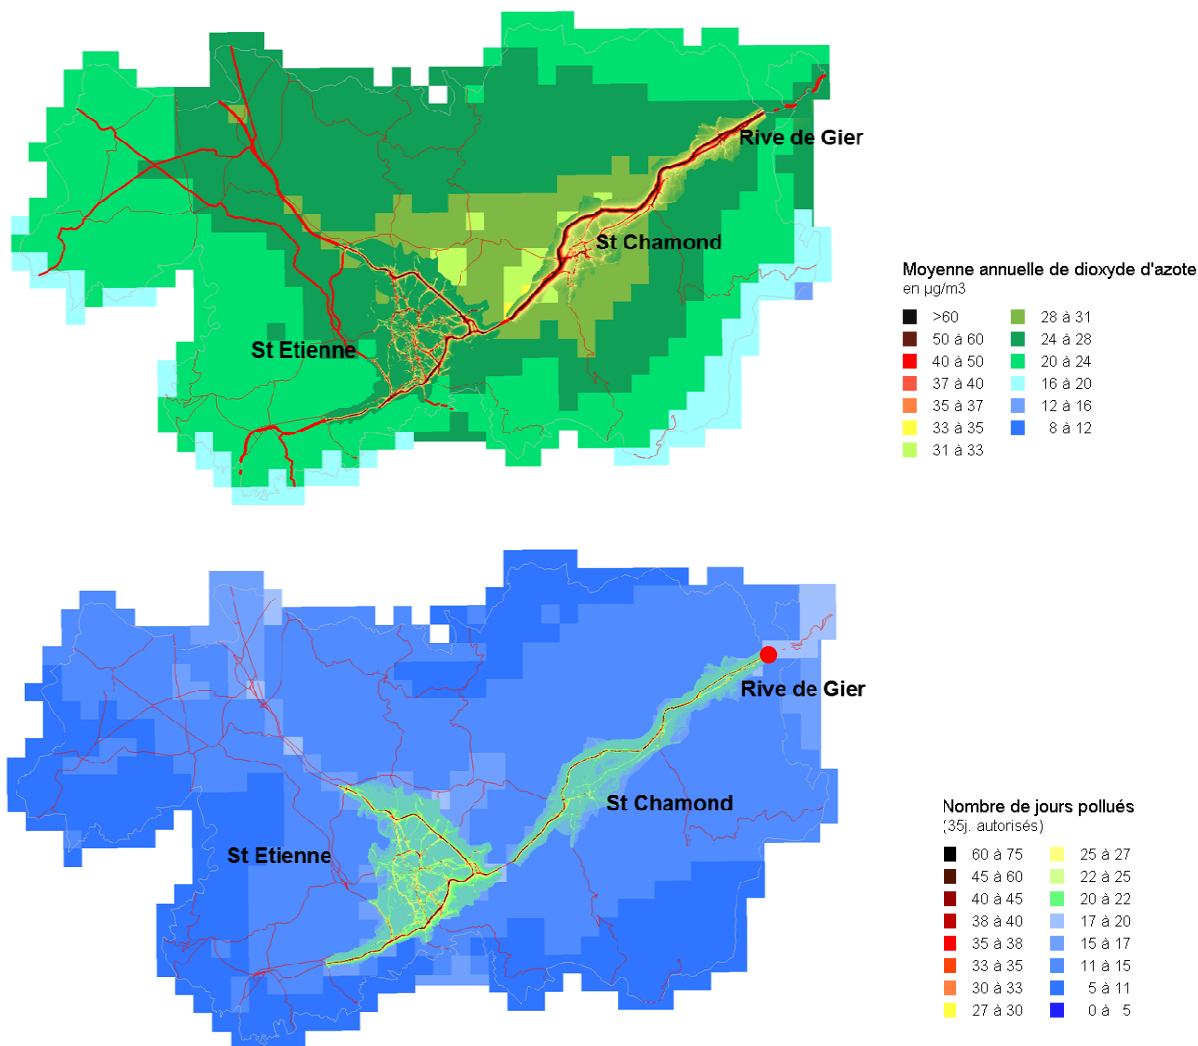 Rive de Gier
St Chamond
St Etienne
Moyenne annuelle de dioxyde d'azote
en µg/m3
>60
50 à 60
40 à 50
37 à 40
35 à 37
33 à 35
31 à 33
28 à 31
24 à 28
20 à 24
16 à 20
12 à 16
8 à 12
Rive de Gier
St Chamond
St Etienne
Nombre de jours pollués
(35j. autorisés)
60 à 75
45 à 60
40 à 45
38 à 40
35 à 38
33 à 35
30 à 33
27 à 30
25 à 27
22 à 25
20 à 22
17 à 20
15 à 17
11 à 15
5 à 11
0 à 5